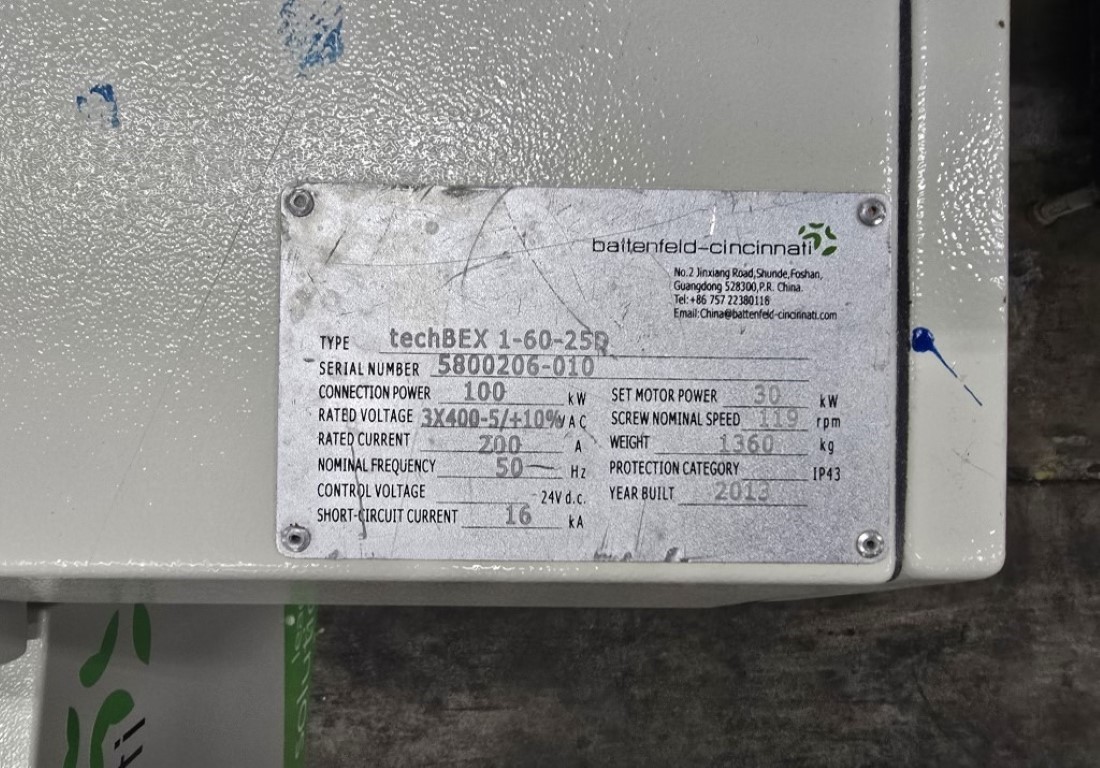 battenfeld-cincinnati
No.2 Jinxiang Road,Shunde,Foshan,
Guangdong 528300,P.R. China.
Tel:+86 757 22380118
Email:China@battenfeld-cincinnati.com
TYPE techBEX 1-60-25D
SERIAL NUMBER 5800206-010
CONNECTION POWER 100 kW SET MOTOR POWER 30 kW
RATED VOLTAGE 3X400-5/+10% V A C SCREW NOMINAL SPEED 119 rpm
RATED CURRENT 200 A WEIGHT 1360 kg
NOMINAL FREQUENCY 50 Hz PROTECTION CATEGORY IP43
CONTROL VOLTAGE 24V d.c. YEAR BUILT 2013
SHORT-CIRCUIT CURRENT 16 kA